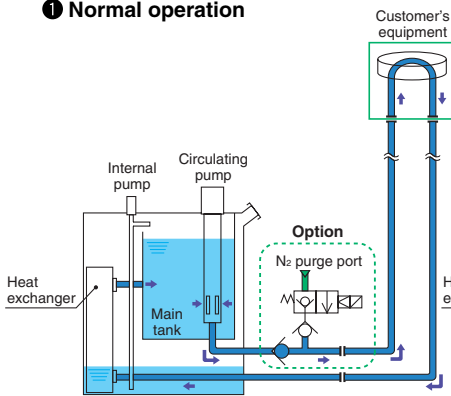 ❶ Normal operation
Customer's
equipment
Internal
pump
Circulating
pump
Option
N₂ purge port
Heat
exchanger
Main
tank
H
e